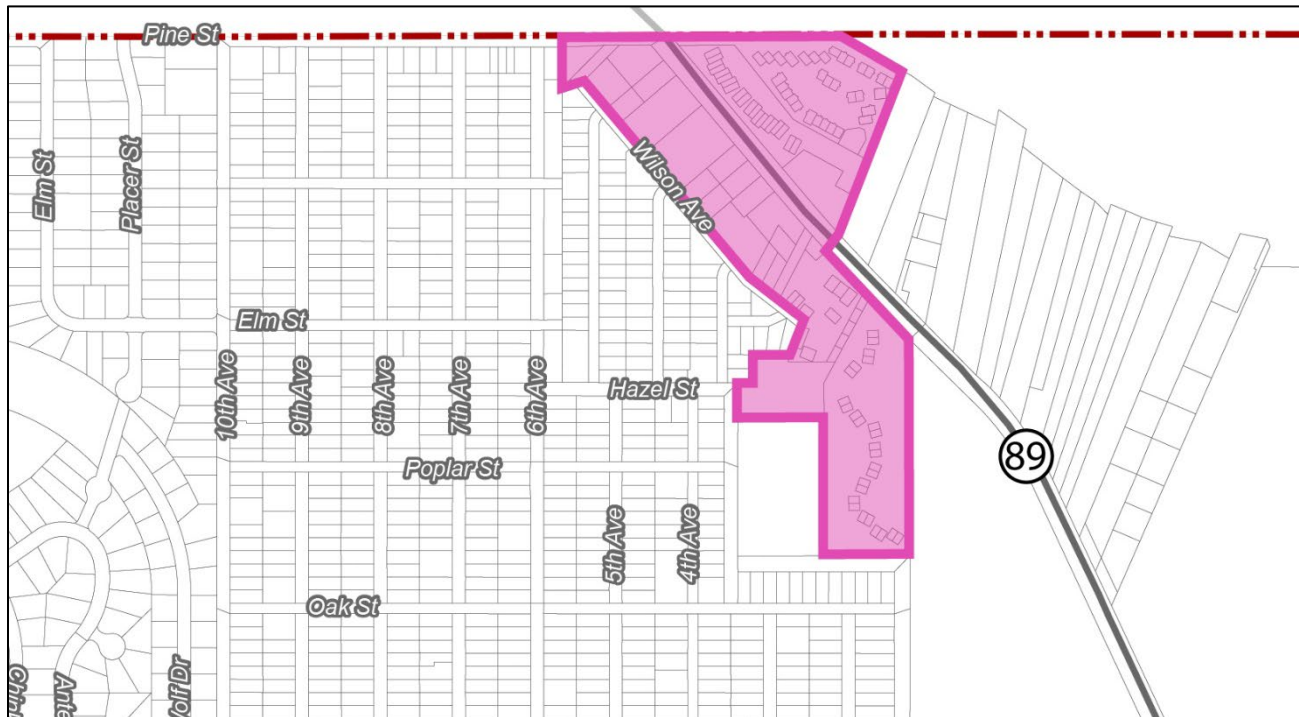 Pine St
Elm St
Placer St
Wilson Ave
Elm St
10th Ave
9th Ave
8th Ave
7th Ave
6th Ave
Hazel St
Poplar St
89
5th Ave
4th Ave
Oak St
Wolf Dr